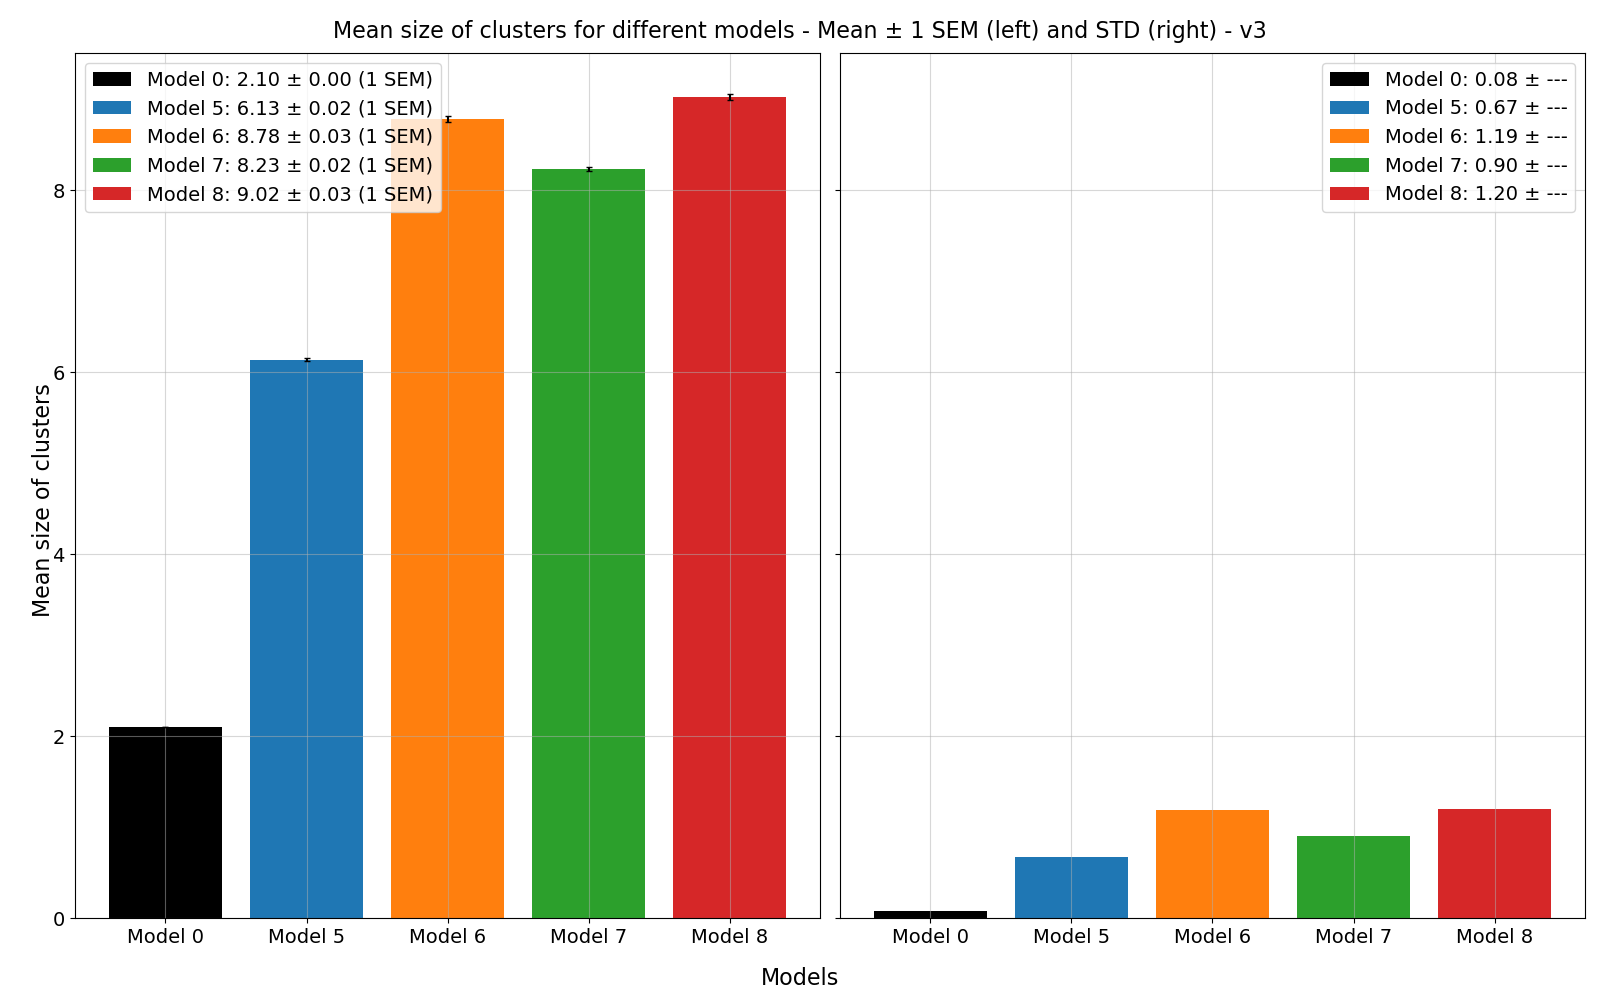 Mean size of clusters for different models - Mean ± 1 SEM (left) and STD (right) - v3
Model 0: 2.10 ± 0.00 (1 SEM)
Model 5: 6.13 ± 0.02 (1 SEM)
Model 6: 8.78 ± 0.03 (1 SEM)
Model 7: 8.23 ± 0.02 (1 SEM)
Model 8: 9.02 ± 0.03 (1 SEM)
Model 0: 0.08 ± ---
Model 5: 0.67 ± ---
Model 6: 1.19 ± ---
Model 7: 0.90 ± ---
Model 8: 1.20 ± ---
Mean size of clusters
8
6
4
2
0
Model 0 Model 5 Model 6 Model 7 Model 8
Model 0 Model 5 Model 6 Model 7 Model 8
Models